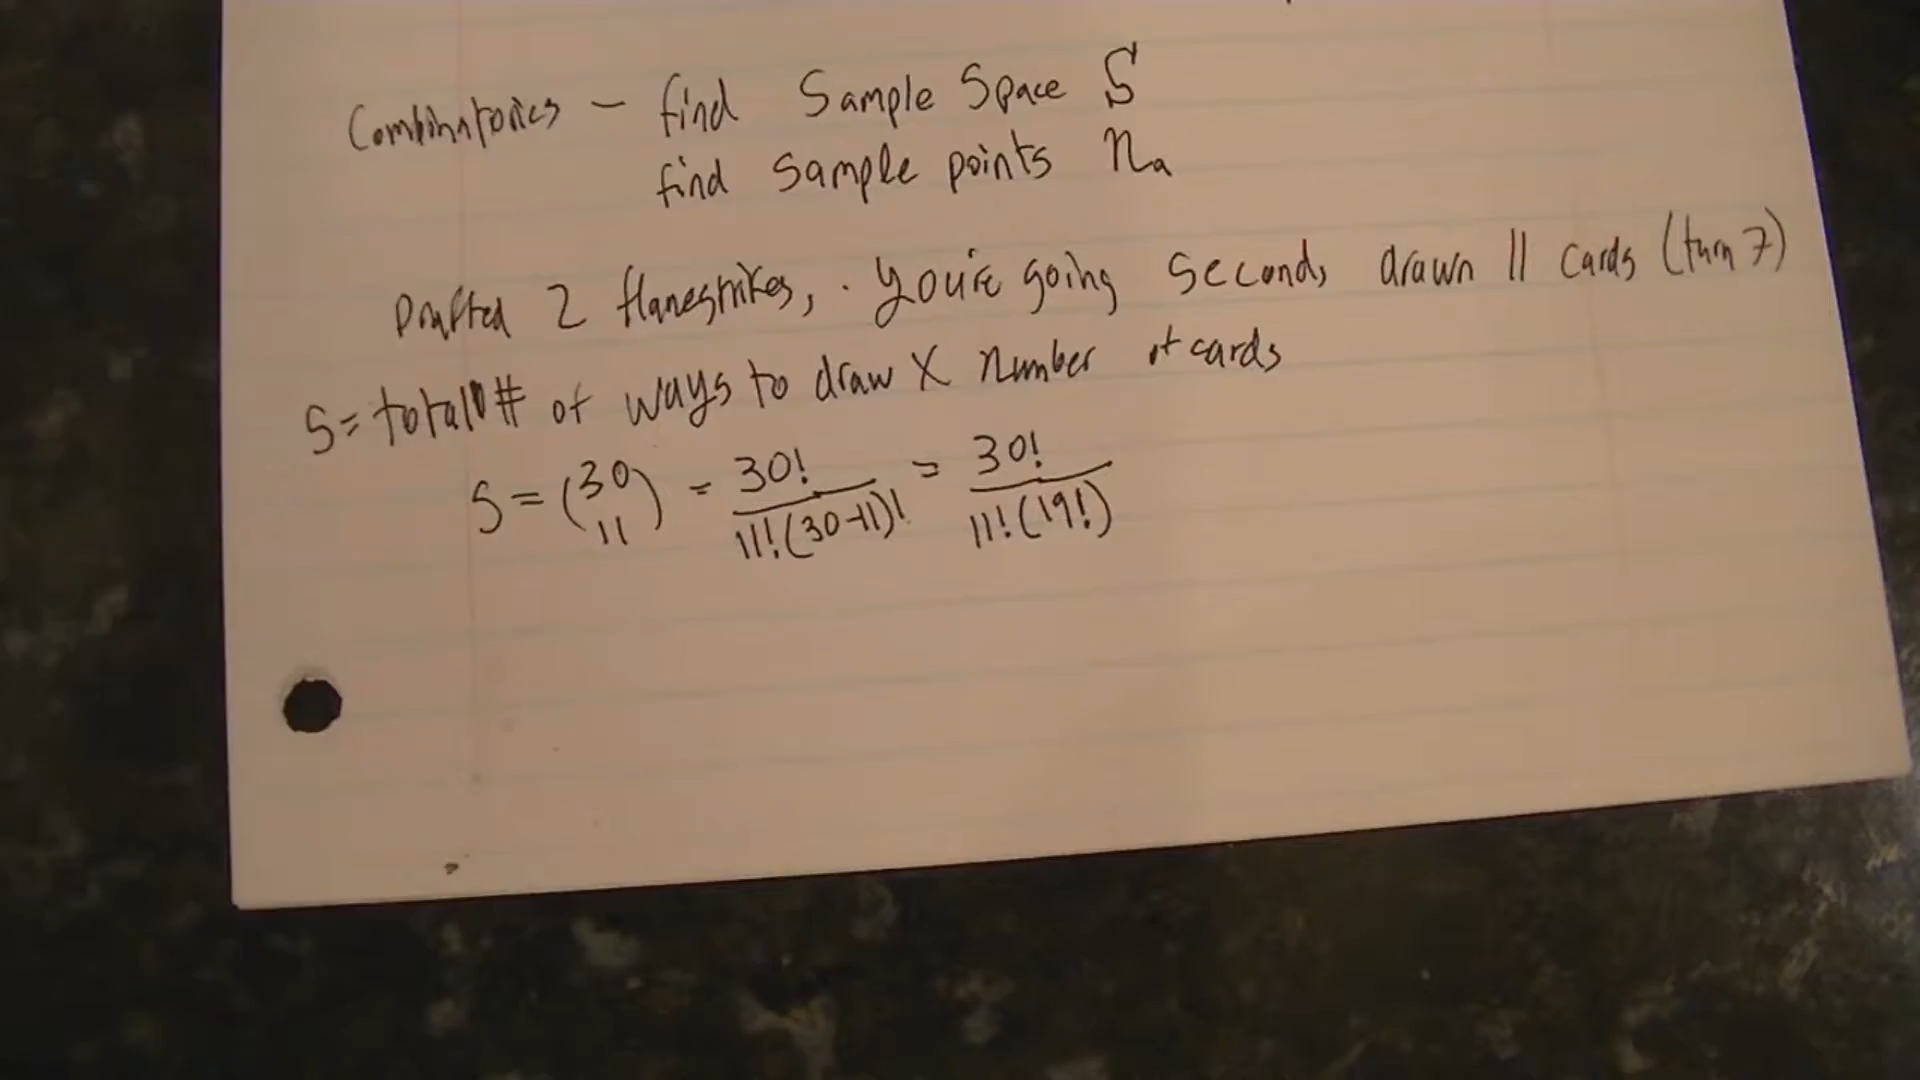 Combinatorics – find Sample Space S
find sample points nₐ
Drafted 2 flamestrikes, . You're going second, drawn 11 cards (turn 7)
S = total # of ways to draw X number of cards
S = (30 11) = 30! / 11!(30-11)! = 30! / 11!(19!)